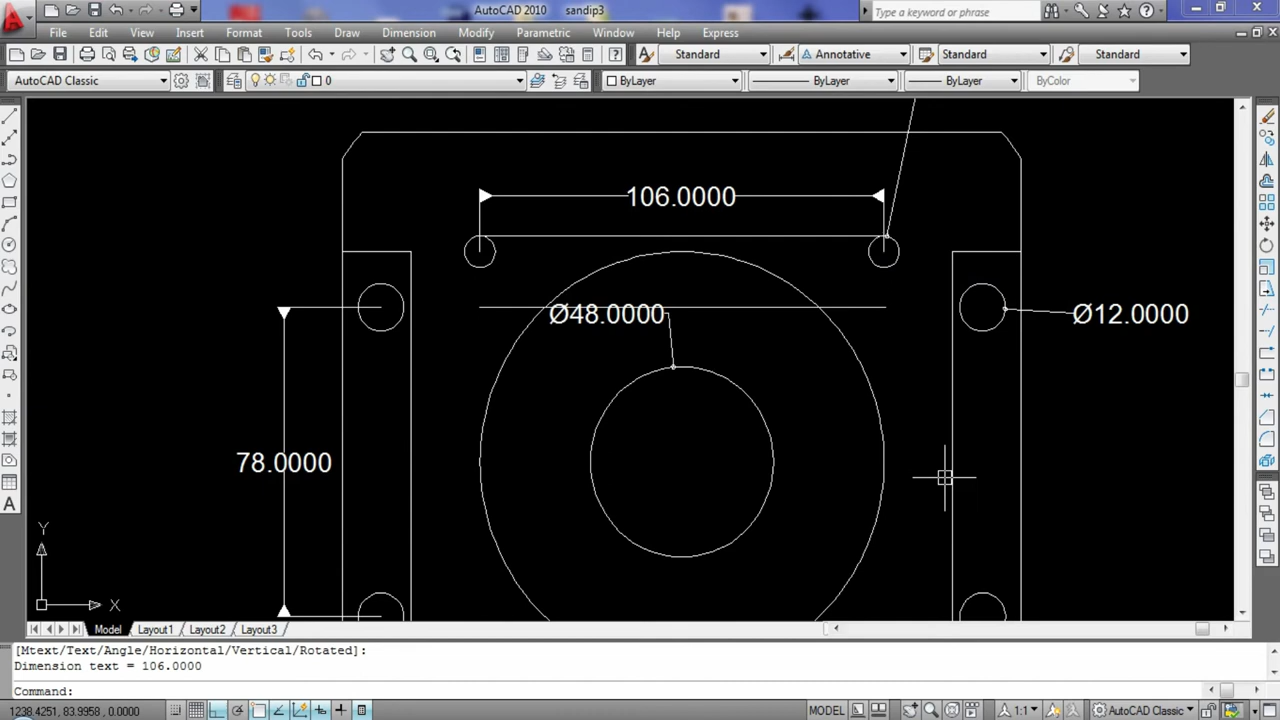 AutoCAD 2010 sandip3
Type a keyword or phrase
File Edit View Insert Format Tools Draw Dimension Modify Parametric Window Help Express
Standard Annotative Standard Standard
AutoCAD Classic 0 ByLayer ByLayer ByLayer ByColor
106.0000
Ø48.0000
Ø12.0000
78.0000
Y
X
Model Layout1 Layout2 Layout3
[Mtext/Text/Angle/Horizontal/Vertical/Rotated]:
Dimension text = 106.0000
Command:
1238.4251, 83.9958, 0.0000 MODEL 1:1 AutoCAD Classic